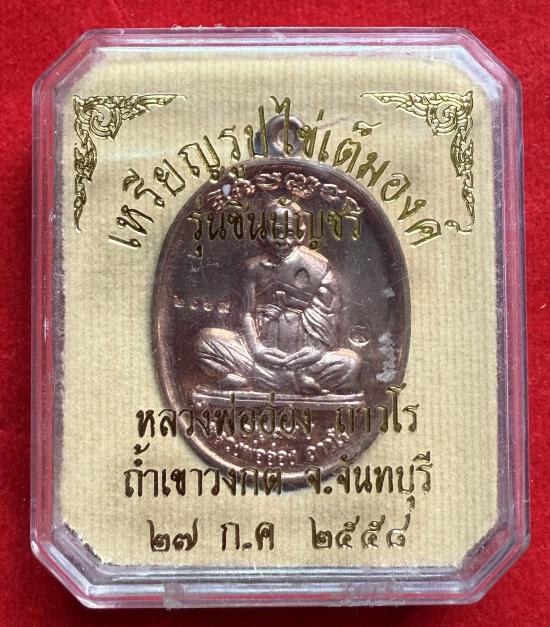 เหรียญรูปไข่เต็มองค์
รุ่นชินบัญชร
หลวงพ่ออ่อง ถาวโร
ถ้ำเขาวงกต จ.จันทบุรี
๒๗ ก.ค ๒๕๕๘